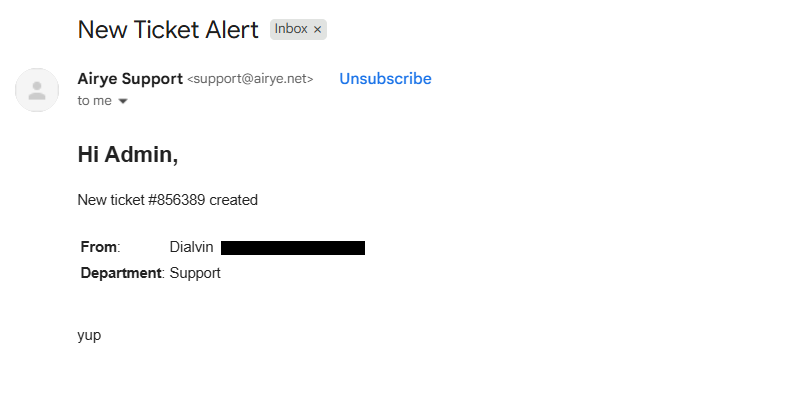 New Ticket Alert Inbox ×
Airye Support <support@airye.net> Unsubscribe
to me
Hi Admin,
New ticket #856389 created
From: Dialvin
Department: Support
yup